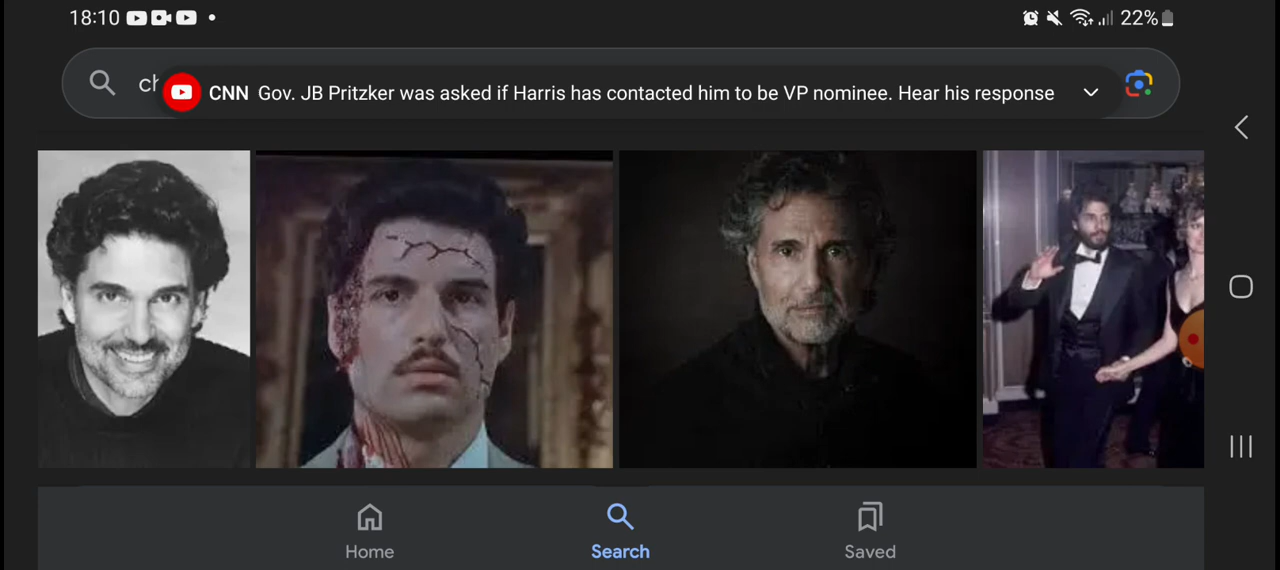 18:10
22%
ch
CNN Gov. JB Pritzker was asked if Harris has contacted him to be VP nominee. Hear his response
Home
Search
Saved